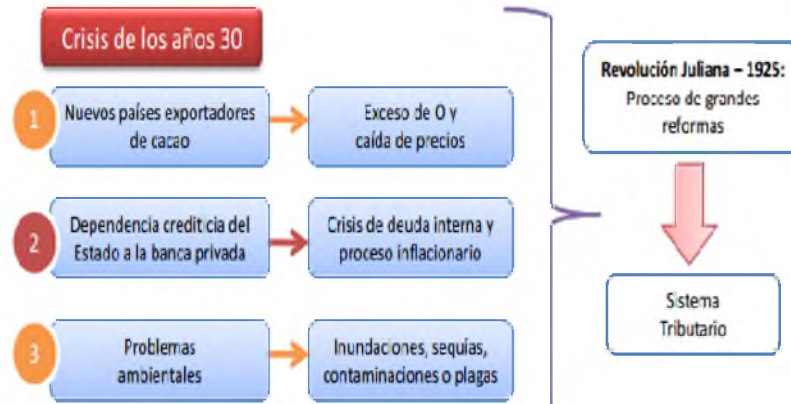 Crisis de los años 30
1
Nuevos países exportadores
de cacao
Exceso de O y
caída de precios
2
Dependencia crediticia del
Estado a la banca privada
Crisis de deuda interna y
proceso inflacionario
3
Problemas
ambientales
Inundaciones, sequías,
contaminaciones o plagas
Revolución Juliana – 1925:
Proceso de grandes
reformas
Sistema
Tributario